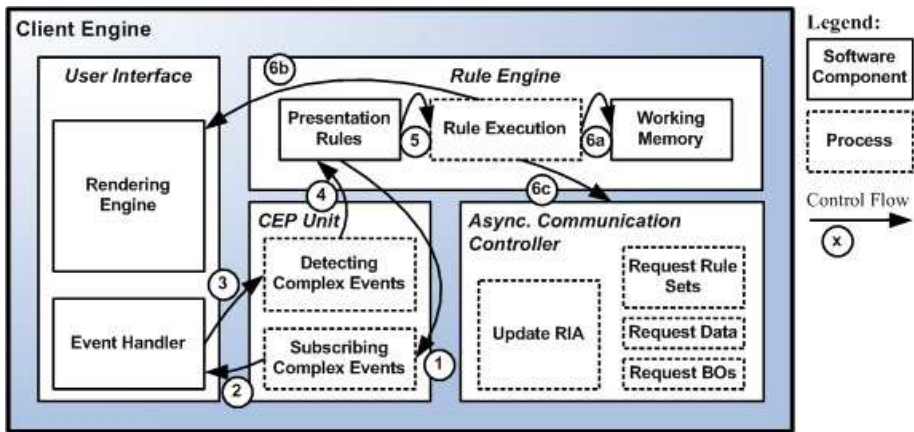 Client Engine
User Interface
Rendering
Engine
Event Handler
6b
Rule Engine
Presentation
Rules
5
Rule Execution
6a
Working
Memory
4
6c
CEP Unit
3
Detecting
Complex Events
Subscribing
Complex Events
2
1
Async. Communication
Controller
Update RIA
Request Rule
Sets
Request Data
Request BOs
Legend:
Software
Component
Process
Control Flow
x